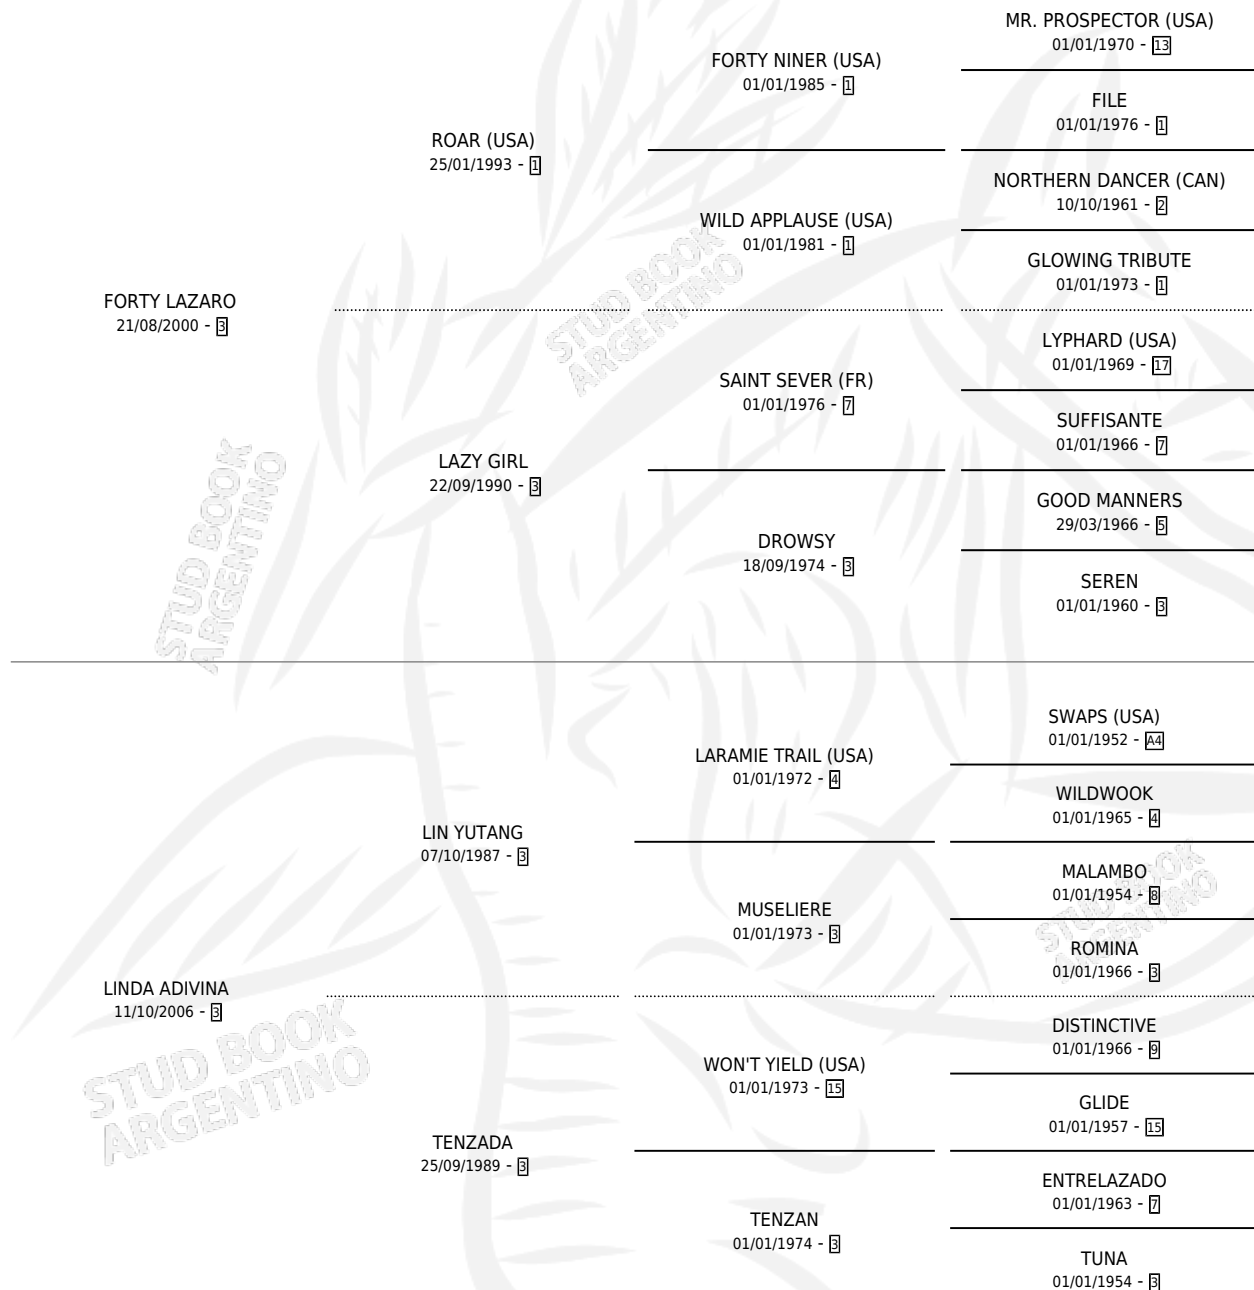 MR. PROSPECTOR (USA)
01/01/1970 - 13
FORTY NINER (USA)
01/01/1985 - 1
FILE
01/01/1976 - 1
ROAR (USA)
25/01/1993 - 1
NORTHERN DANCER (CAN)
10/10/1961 - 2
WILD APPLAUSE (USA)
01/01/1981 - 1
GLOWING TRIBUTE
01/01/1973 - 1
FORTY LAZARO
21/08/2000 - 3
STUD BOOK
ARGENTINO
LYPHARD (USA)
01/01/1969 - 17
SAINT SEVER (FR)
01/01/1976 - 7
SUFFISANTE
01/01/1966 - 7
LAZY GIRL
22/09/1990 - 3
GOOD MANNERS
29/03/1966 - 5
DROWSY
18/09/1974 - 3
SEREN
01/01/1960 - 3
STUD BOOK
ARGENTINO
SWAPS (USA)
01/01/1952 - A4
LARAMIE TRAIL (USA)
01/01/1972 - 4
WILDWOOK
01/01/1965 - 4
LIN YUTANG
07/10/1987 - 3
MALAMBO
01/01/1954 - 8
MUSELIERE
01/01/1973 - 3
STUD BOOK
ARGENTINO
ROMINA
01/01/1966 - 3
LINDA ADIVINA
11/10/2006 - 3
DISTINCTIVE
01/01/1966 - 9
WON'T YIELD (USA)
01/01/1973 - 15
GLIDE
01/01/1957 - 15
STUD BOOK
ARGENTINO
TENZADA
25/09/1989 - 3
ENTRELAZADO
01/01/1963 - 7
TENZAN
01/01/1974 - 3
TUNA
01/01/1954 - 3